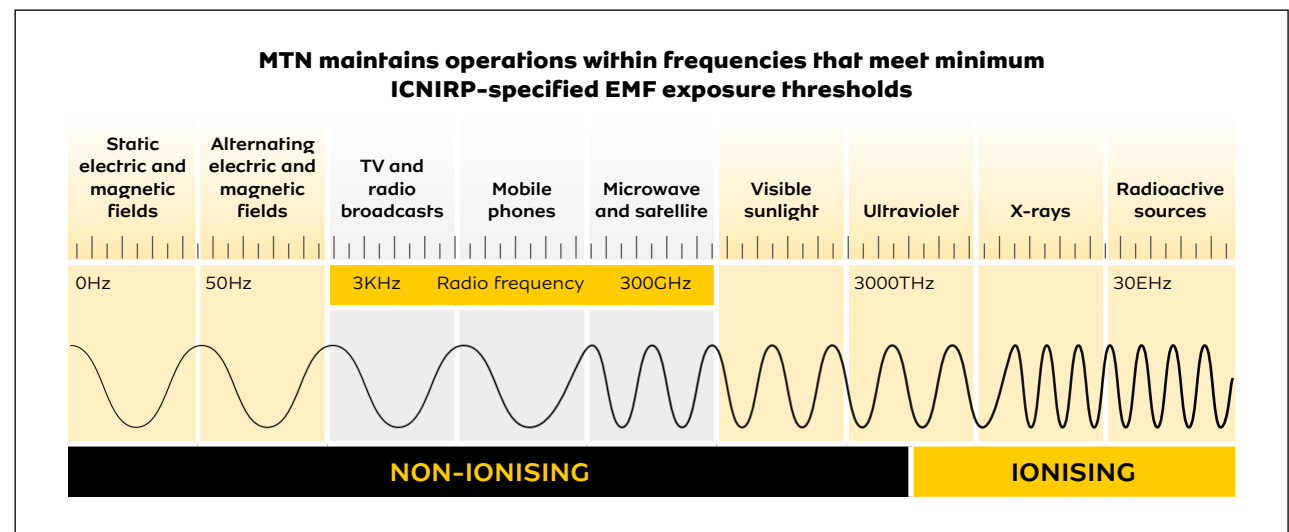 MTN maintains operations within frequencies that meet minimum
ICNIRP-specified EMF exposure thresholds
Static
electric and
magnetic
fields
Alternating
electric and
magnetic
fields
TV and
radio
broadcasts
Mobile
phones
Microwave
and satellite
Visible
sunlight
Ultraviolet
X-rays
Radioactive
sources
0Hz
50Hz
3KHz
Radio frequency
300GHz
3000THz
30EHz
NON-IONISING
IONISING